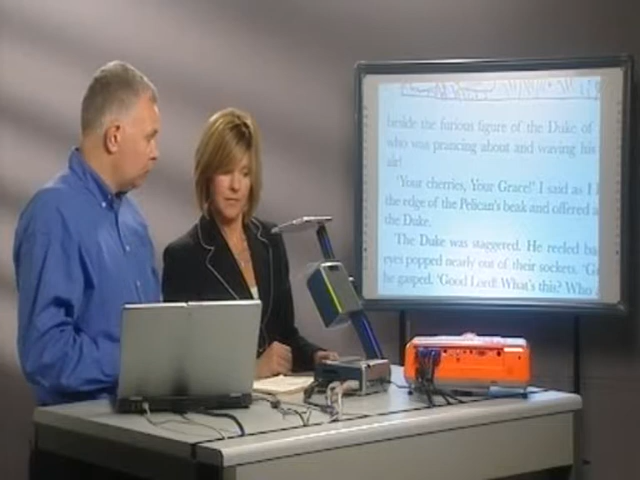 beside the furious figure of the Duke of
who was prancing about and waving his
air!
'Your cherries, Your Grace!' I said as I
the edge of the Pelican's beak and offered a
the Duke.
The Duke was staggered. He reeled ba
eyes popped nearly out of their sockets. 'G
he gasped. 'Good Lord! What's this? Who